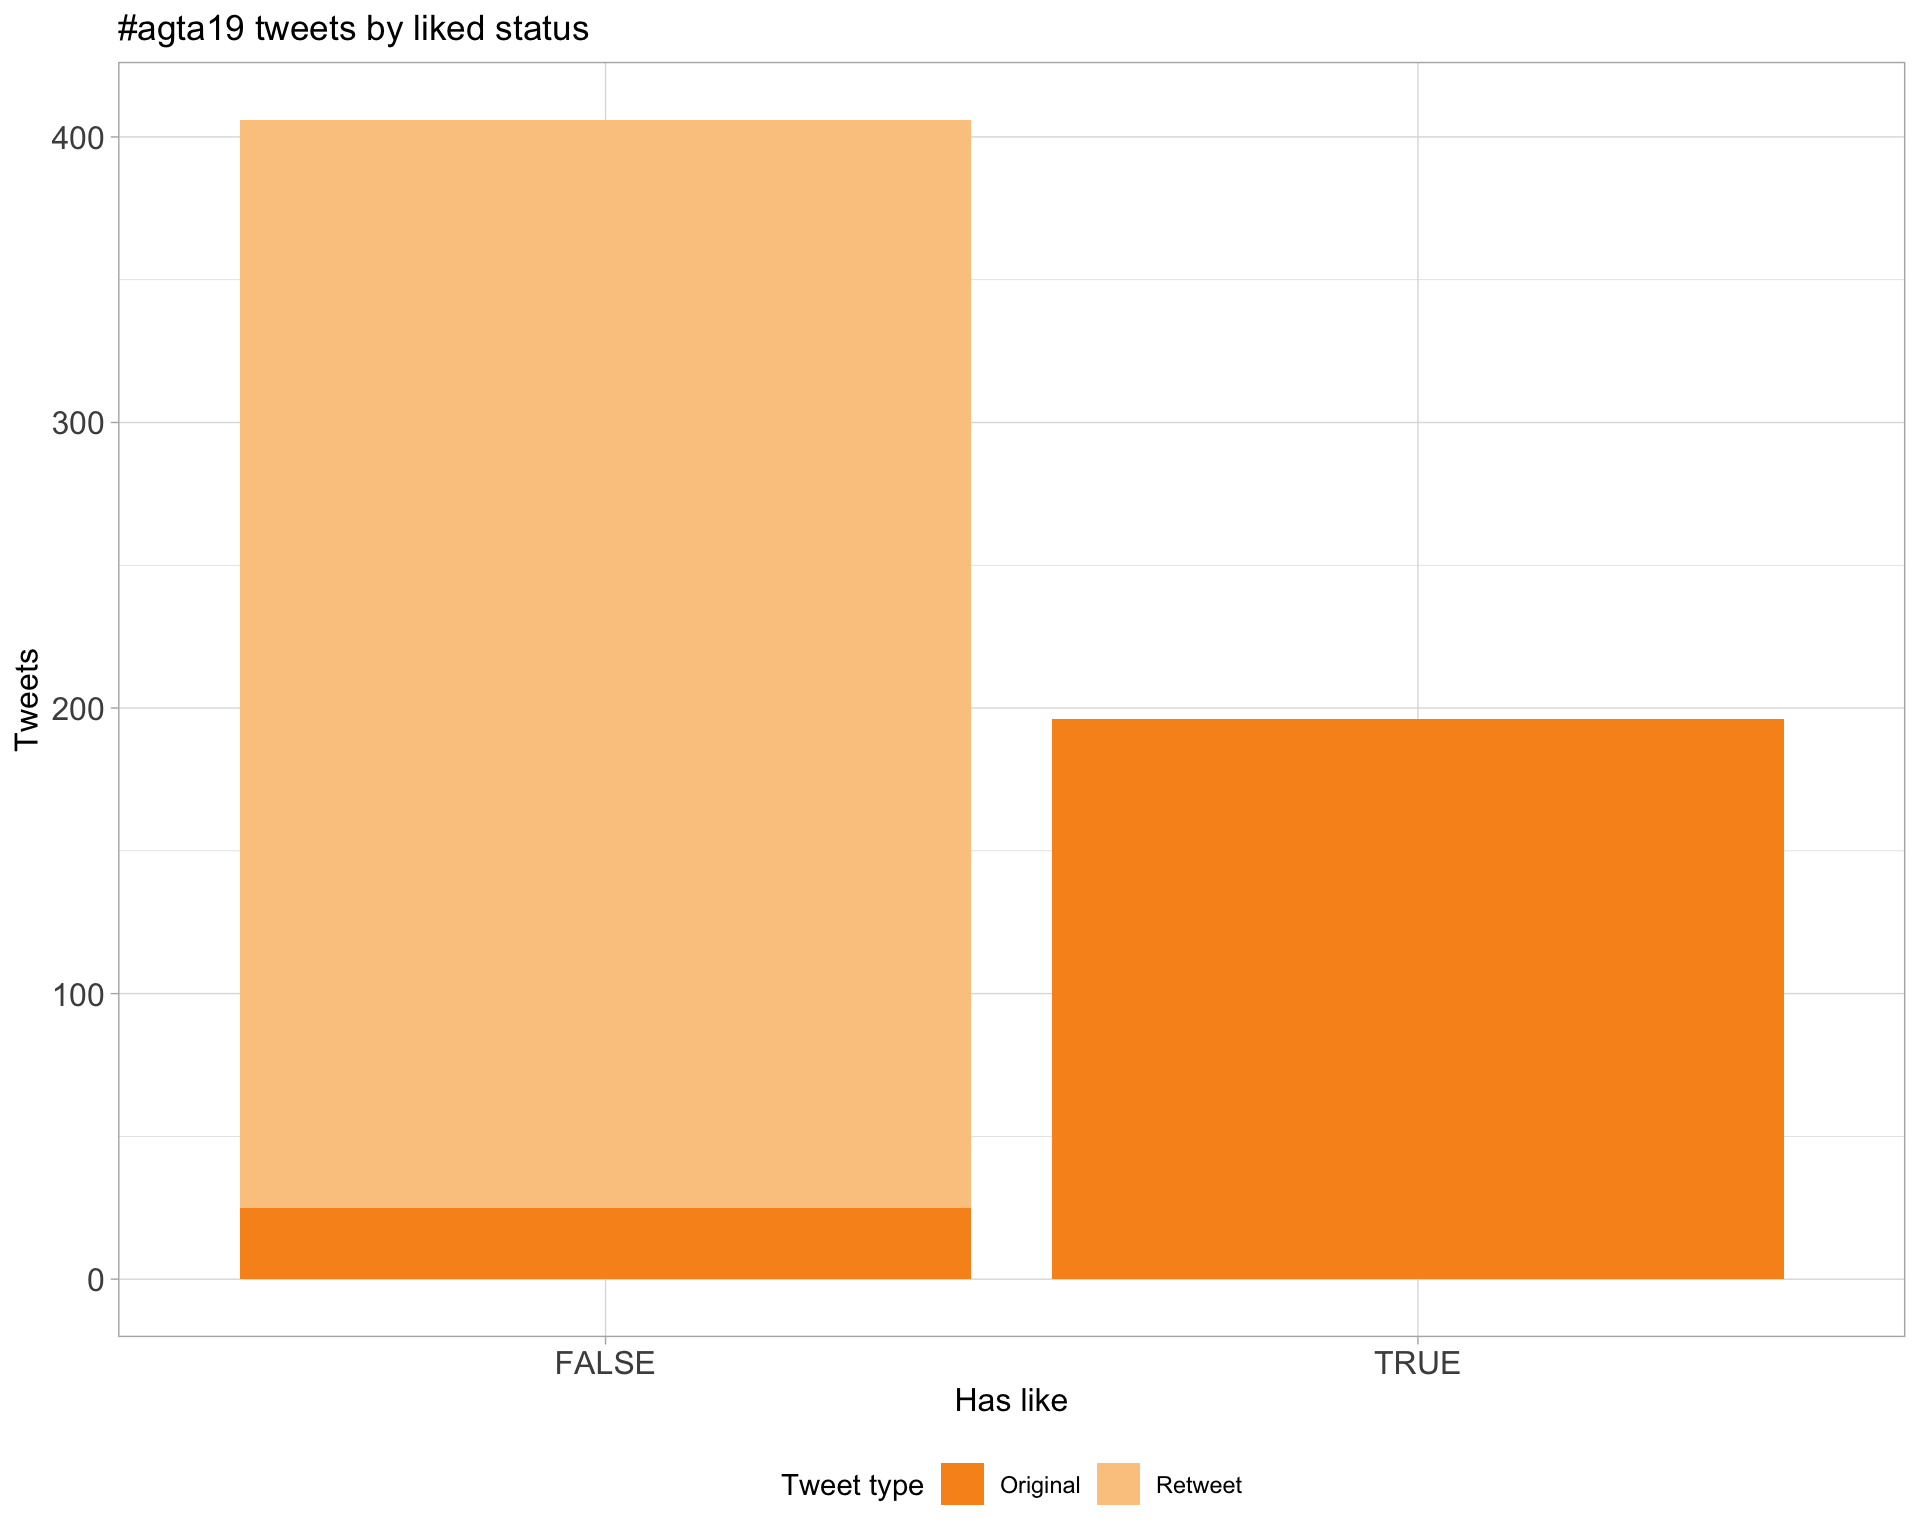 #agta19 tweets by liked status
Tweets
400
300
200
100
0
FALSE TRUE
Has like
Tweet type Original Retweet